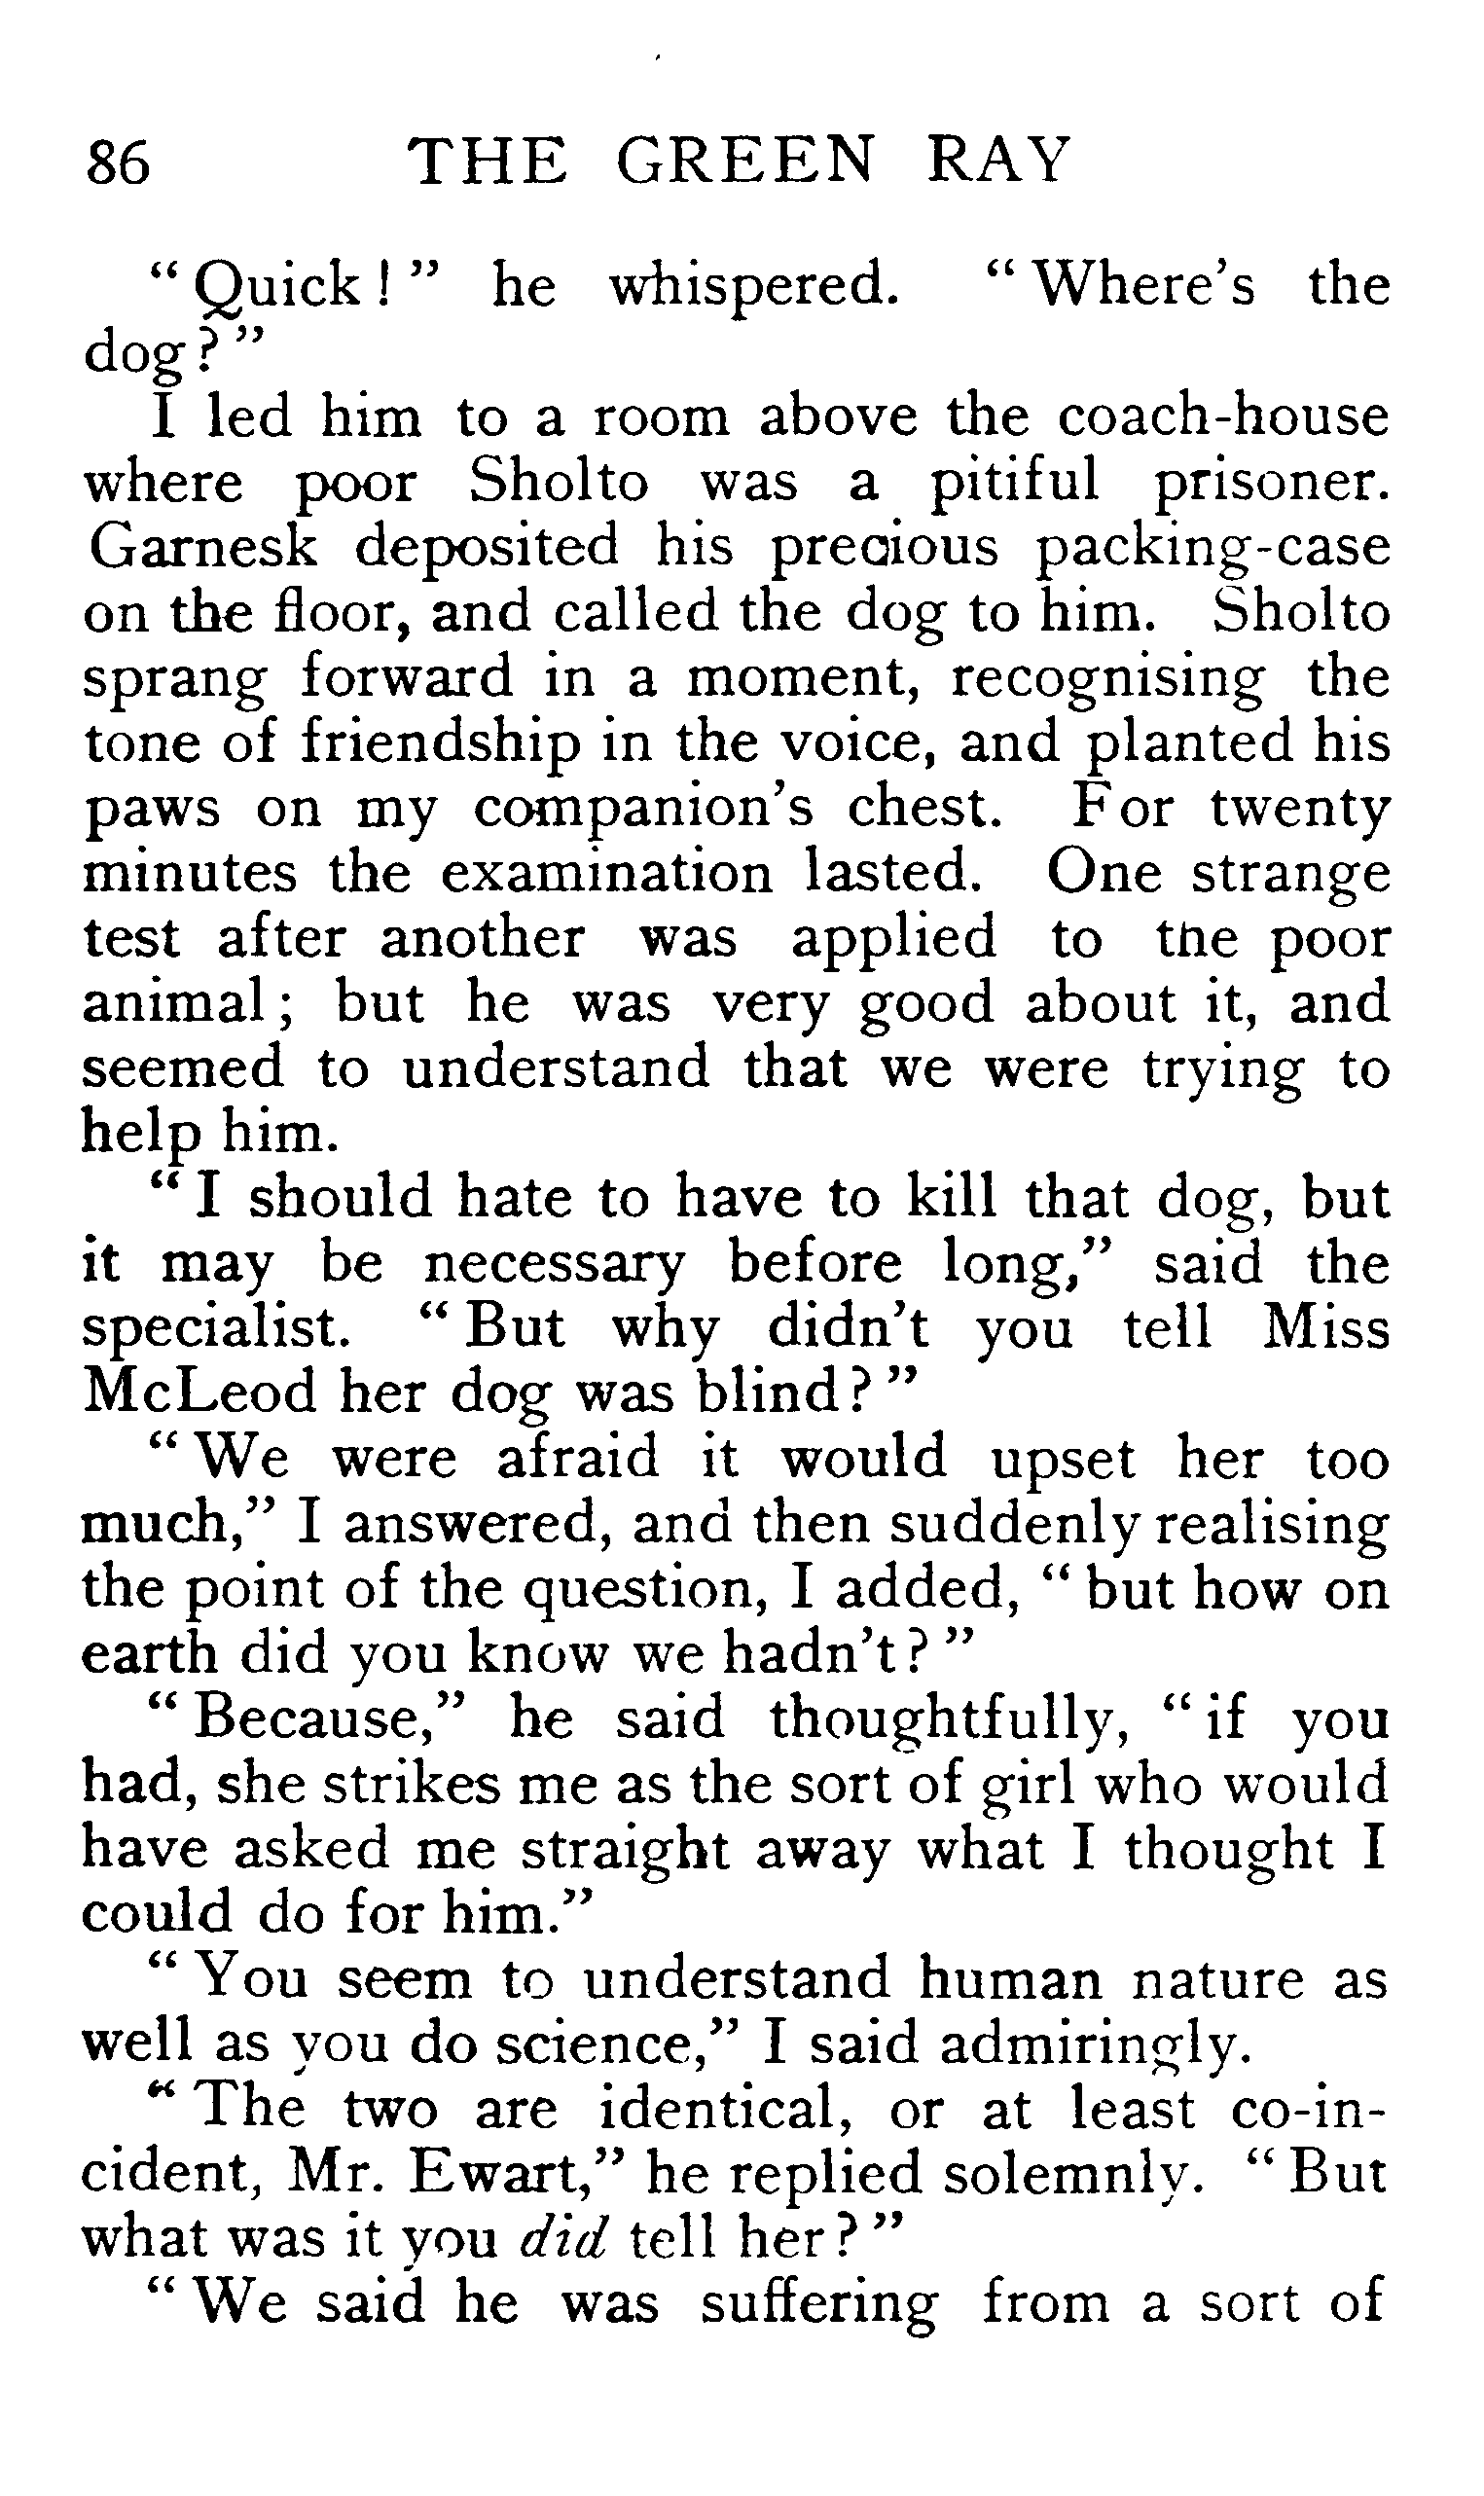 86 THE GREEN RAY
“Quick!” he whispered. “Where's the
dog?”
I led him to a room above the coach-house
where poor Sholto was a pitiful prisoner.
Garnesk deposited his precious packing-case
on the floor, and called the dog to him. Sholto
sprang forward in a moment, recognising the
tone of friendship in the voice, and planted his
paws on my companion's chest. For twenty
minutes the examination lasted. One strange
test after another was applied to the poor
animal; but he was very good about it, and
seemed to understand that we were trying to
help him.
“I should hate to have to kill that dog, but
it may be necessary before long,” said the
specialist. “But why didn't you tell Miss
McLeod her dog was blind?”
“We were afraid it would upset her too
much,” I answered, and then suddenly realising
the point of the question, I added, “but how on
earth did you know we hadn't?”
“Because,” he said thoughtfully, “if you
had, she strikes me as the sort of girl who would
have asked me straight away what I thought I
could do for him.”
“You seem to understand human nature as
well as you do science,” I said admiringly.
“The two are identical, or at least co-in-
cident, Mr. Ewart,” he replied solemnly. “But
what was it you did tell her?”
“We said he was suffering from a sort of